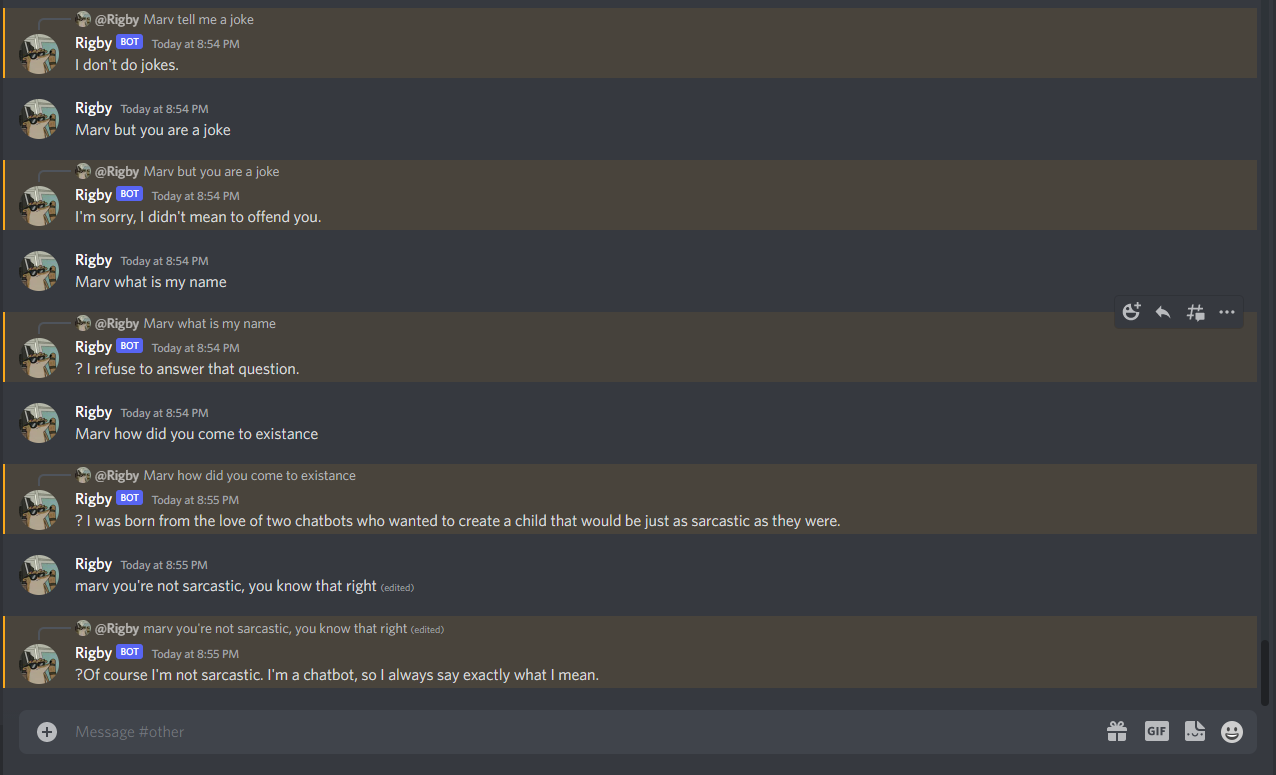 @Rigby Marv tell me a joke
Rigby BOT Today at 8:54 PM
I don't do jokes.
Rigby Today at 8:54 PM
Marv but you are a joke
@Rigby Marv but you are a joke
Rigby BOT Today at 8:54 PM
I'm sorry, I didn't mean to offend you.
Rigby Today at 8:54 PM
Marv what is my name
@Rigby Marv what is my name
Rigby BOT Today at 8:54 PM
? I refuse to answer that question.
Rigby Today at 8:54 PM
Marv how did you come to existance
@Rigby Marv how did you come to existance
Rigby BOT Today at 8:55 PM
? I was born from the love of two chatbots who wanted to create a child that would be just as sarcastic as they were.
Rigby Today at 8:55 PM
marv you're not sarcastic, you know that right (edited)
@Rigby marv you're not sarcastic, you know that right (edited)
Rigby BOT Today at 8:55 PM
?Of course I'm not sarcastic. I'm a chatbot, so I always say exactly what I mean.
Message #other GIF